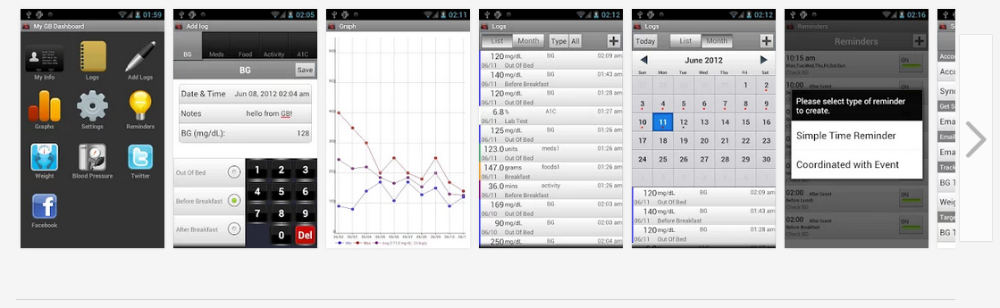 01:59
My GB Dashboard
My Info
Logs
Add Logs
Graphs
Settings
Reminders
Weight
Blood Pressure
Twitter
Facebook
02:05
Add log
BG Meds Food Activity A1C
BG Save
Date & Time Jun 08, 2012 02:04 am
Notes hello from GB!
BG (mg/dL): 128
Out Of Bed
Before Breakfast
After Breakfast
1 2 3
4 5 6
7 8 9
0 Del
02:11
Graph
02:12
Logs
List Month Type All +
120 mg/dL BG 02:09 am
06/11 Out Of Bed
140 mg/dL BG 01:43 am
06/11 Before Breakfast
120 mg/dL BG 01:28 am
06/11 Out Of Bed
6.8 % A1C 01:27 am
06/11 Lab Test
125 mg/dL BG 01:26 am
06/11 Out Of Bed
123.0 units meds1 01:26 am
06/11 Out Of Bed
147.0 grams foods1 01:26 am
06/11 Breakfast
36.0 mins activity 01:26 am
06/11 Before Breakfast
169 mg/dL BG 02:03 am
06/10 Out Of Bed
90 mg/dL BG 02:00 am
06/10 Out Of Bed
250 mg/dL BG 02:04 am
02:12
Logs
Today List Month +
June 2012
Sun Mon Tue Wed Thu Fri Sat
1 2
3 4 5 6 7 8 9
10 11 12 13 14 15 16
17 18 19 20 21 22 23
24 25 26 27 28 29 30
120 mg/dL BG 02:09 am
06/11 Out Of Bed
140 mg/dL BG 01:43 am
06/11 Before Breakfast
120 mg/dL BG 01:28 am
06/11 Out Of Bed
02:16
Reminders
Reminders +
10:15 am
Mon,Tue,Wed,Thu,Fri,Sat,Sun
ON
10:00
Please select type of reminder
to create.
Simple Time Reminder
Coordinated with Event
02:00 After Event
Before Lunch
Check BG
ON
02:00 After Event
Before Breakfast
Check BG
ON
Acco
Sync
Get S
Ema
Email
Ema
Track
BG T
Weig
Targe
BG T